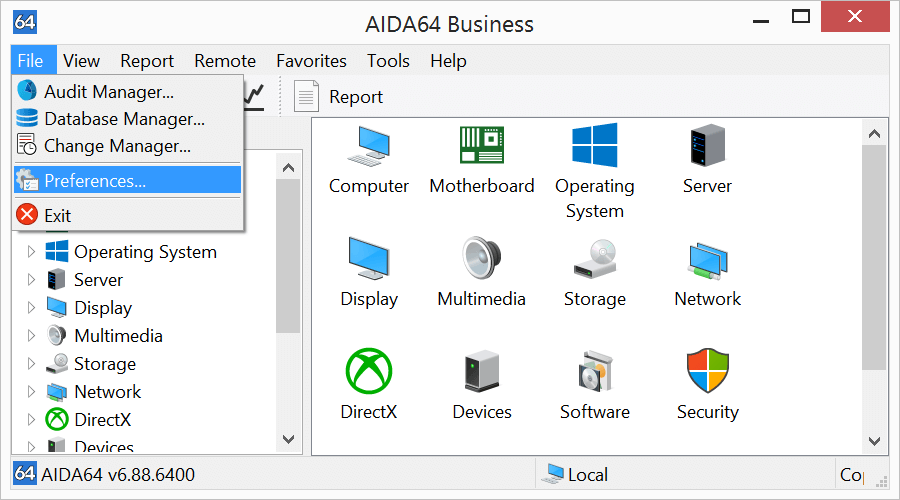 64
AIDA64 Business
File View Report Remote Favorites Tools Help
Audit Manager...
Database Manager...
Change Manager...
Preferences...
Exit
Report
Operating System
Server
Display
Multimedia
Storage
Network
DirectX
Devices
Computer Motherboard Operating System Server
Display Multimedia Storage Network
DirectX Devices Software Security
64 AIDA64 v6.88.6400 Local Co